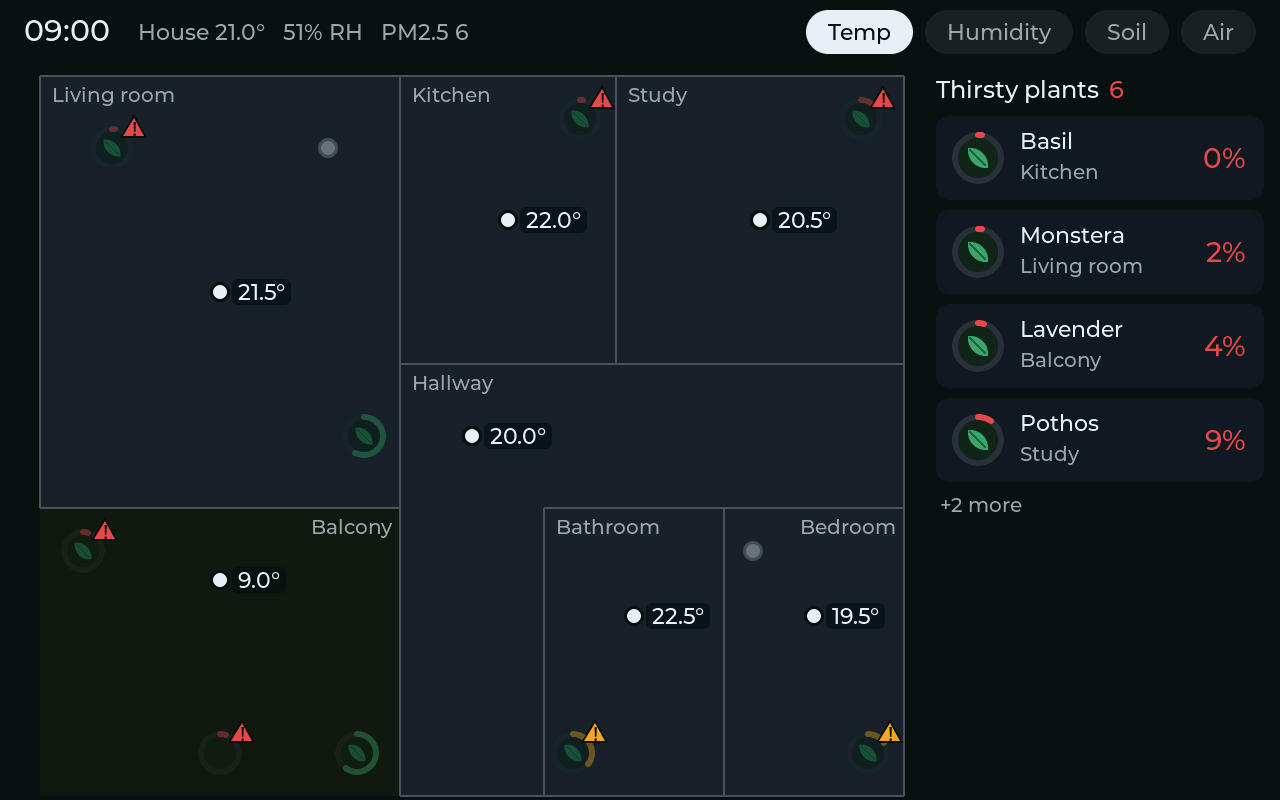 09:00 House 21.0° 51% RH PM2.5 6
Temp Humidity Soil Air
Living room
Kitchen
Study
22.0°
20.5°
21.5°
Hallway
20.0°
Balcony
Bathroom
Bedroom
9.0°
22.5°
19.5°
Thirsty plants 6
Basil
Kitchen
0%
Monstera
Living room
2%
Lavender
Balcony
4%
Pothos
Study
9%
+2 more